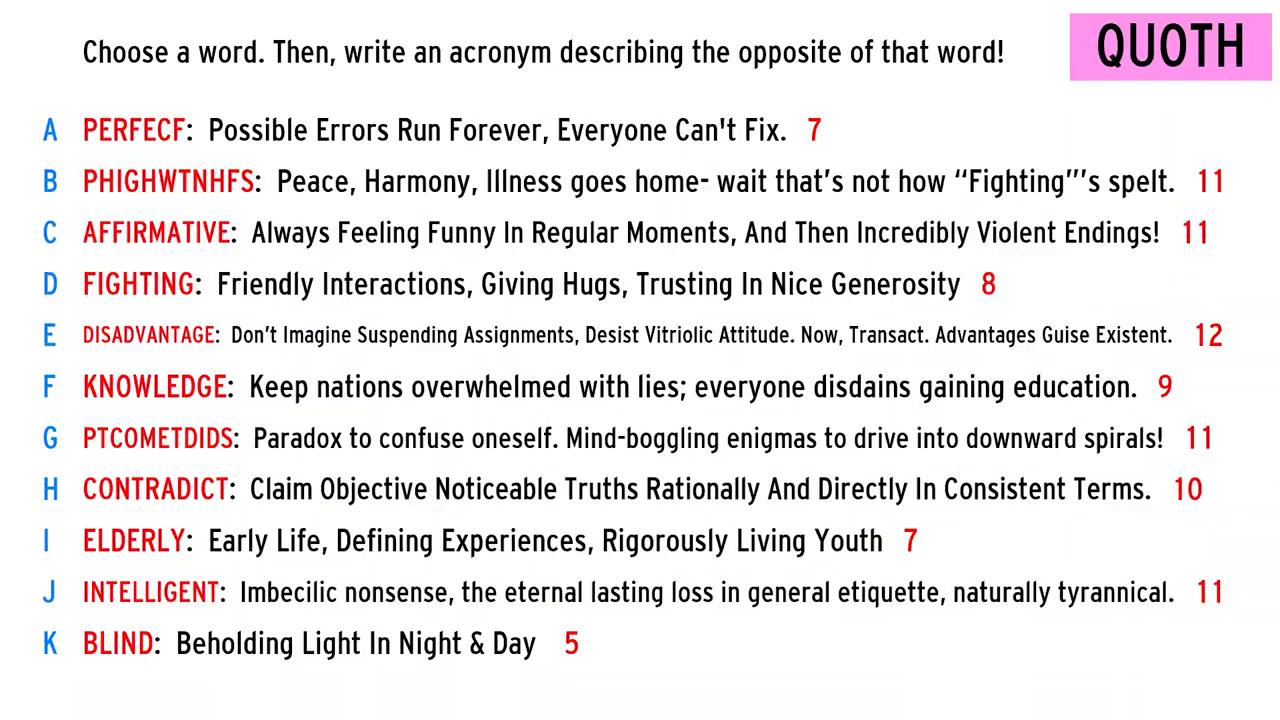 Choose a word. Then, write an acronym describing the opposite of that word!
QUOTH
A PERFECF: Possible Errors Run Forever, Everyone Can't Fix. 7
B PHIGHWTNHFS: Peace, Harmony, Illness goes home- wait that’s not how “Fighting”’s spelt. 11
C AFFIRMATIVE: Always Feeling Funny In Regular Moments, And Then Incredibly Violent Endings! 11
D FIGHTING: Friendly Interactions, Giving Hugs, Trusting In Nice Generosity 8
E DISADVANTAGE: Don’t Imagine Suspending Assignments, Desist Vitriolic Attitude. Now, Transact. Advantages Guise Existent. 12
F KNOWLEDGE: Keep nations overwhelmed with lies; everyone disdains gaining education. 9
G PTCOMETDIDS: Paradox to confuse oneself. Mind-boggling enigmas to drive into downward spirals! 11
H CONTRADICT: Claim Objective Noticeable Truths Rationally And Directly In Consistent Terms. 10
I ELDERLY: Early Life, Defining Experiences, Rigorously Living Youth 7
J INTELLIGENT: Imbecilic nonsense, the eternal lasting loss in general etiquette, naturally tyrannical. 11
K BLIND: Beholding Light In Night & Day 5